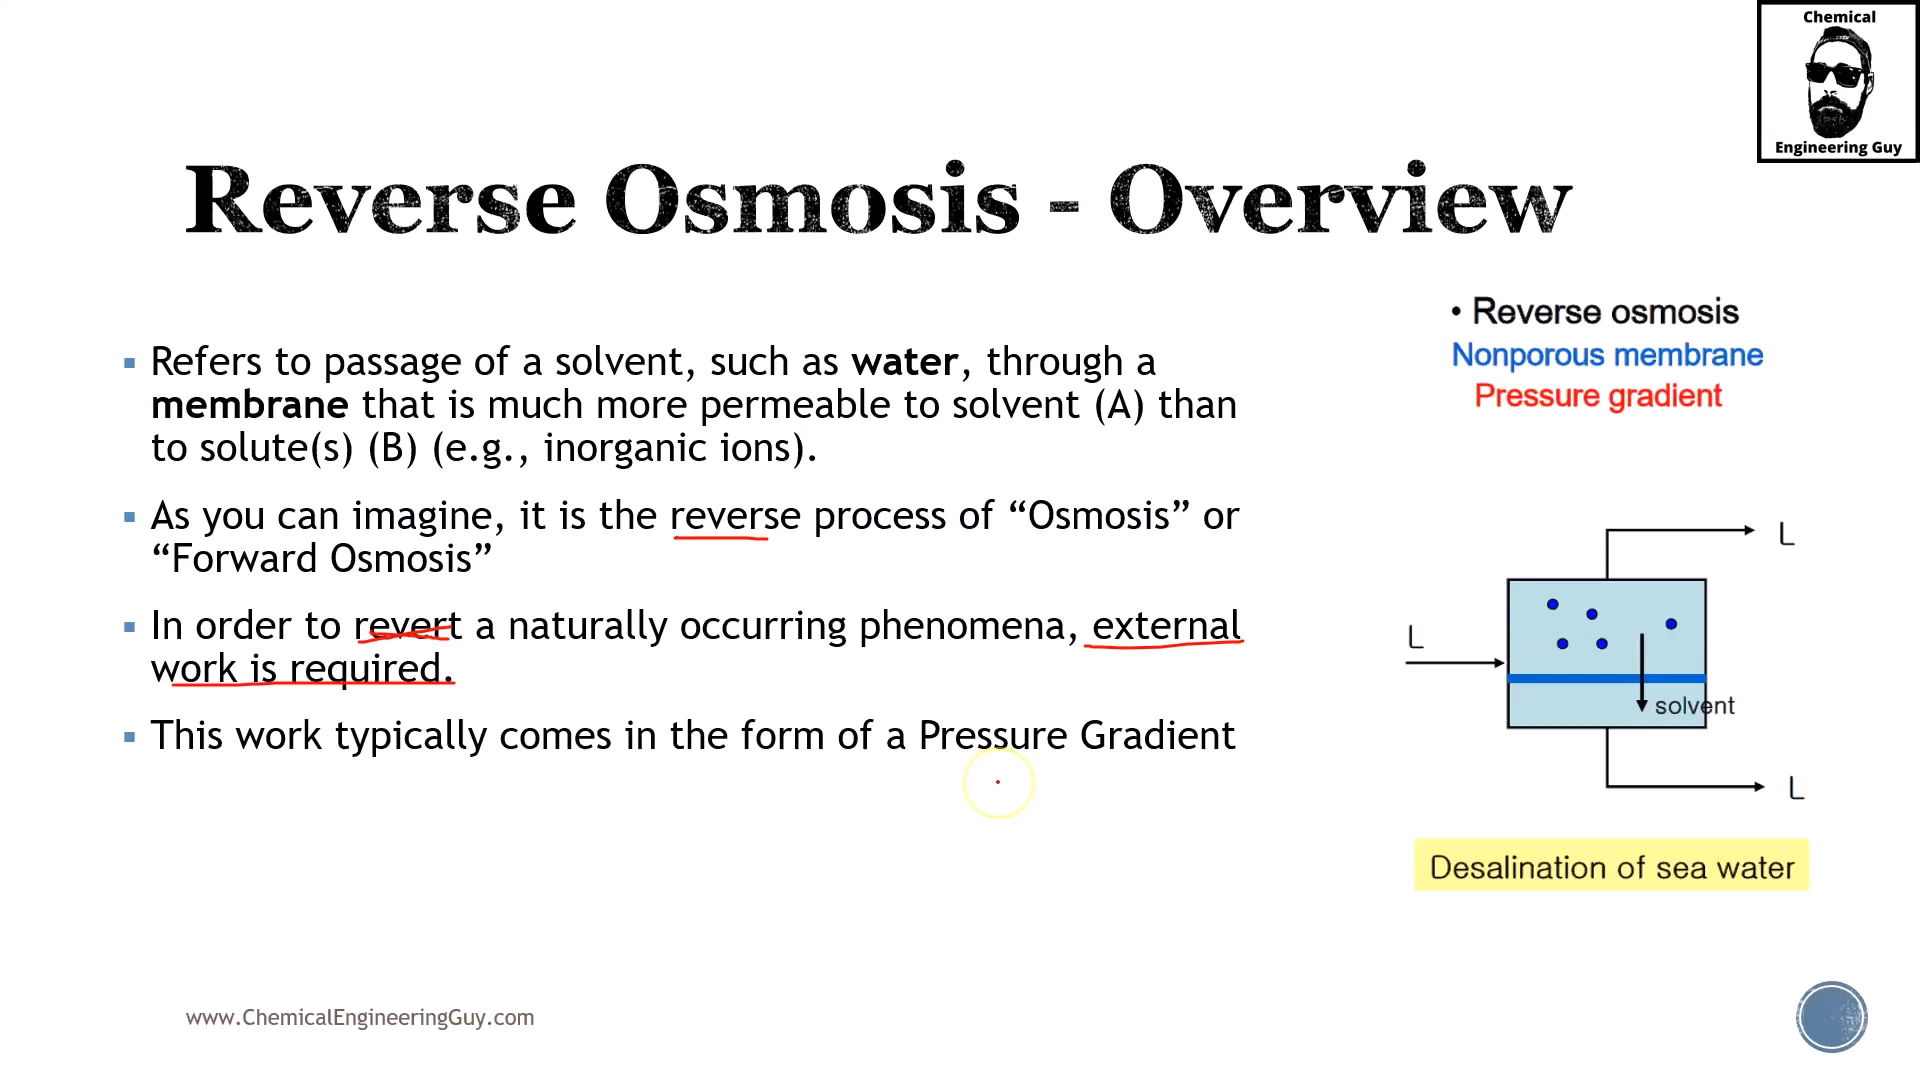 Chemical
Engineering Guy
Reverse Osmosis - Overview
Refers to passage of a solvent, such as water, through a
membrane that is much more permeable to solvent (A) than
to solute(s) (B) (e.g., inorganic ions).
As you can imagine, it is the reverse process of “Osmosis” or
“Forward Osmosis”
In order to revert a naturally occurring phenomena, external
work is required.
This work typically comes in the form of a Pressure Gradient
• Reverse osmosis
Nonporous membrane
Pressure gradient
L
L
solvent
L
Desalination of sea water
www.ChemicalEngineeringGuy.com